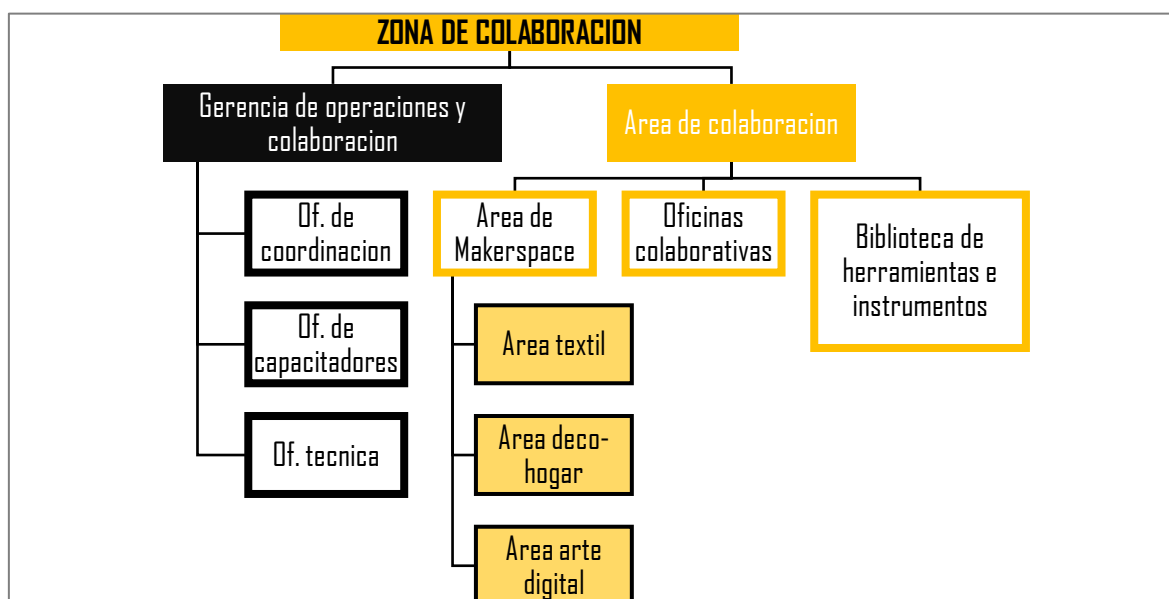 ZONA DE COLABORACION
Gerencia de operaciones y
colaboracion
Area de colaboracion
Of. de
coordinacion
Of. de
capacitadores
Of. tecnica
Area de
Makerspace
Oficinas
colaborativas
Biblioteca de
herramientas e
instrumentos
Area textil
Area deco-
hogar
Area arte
digital